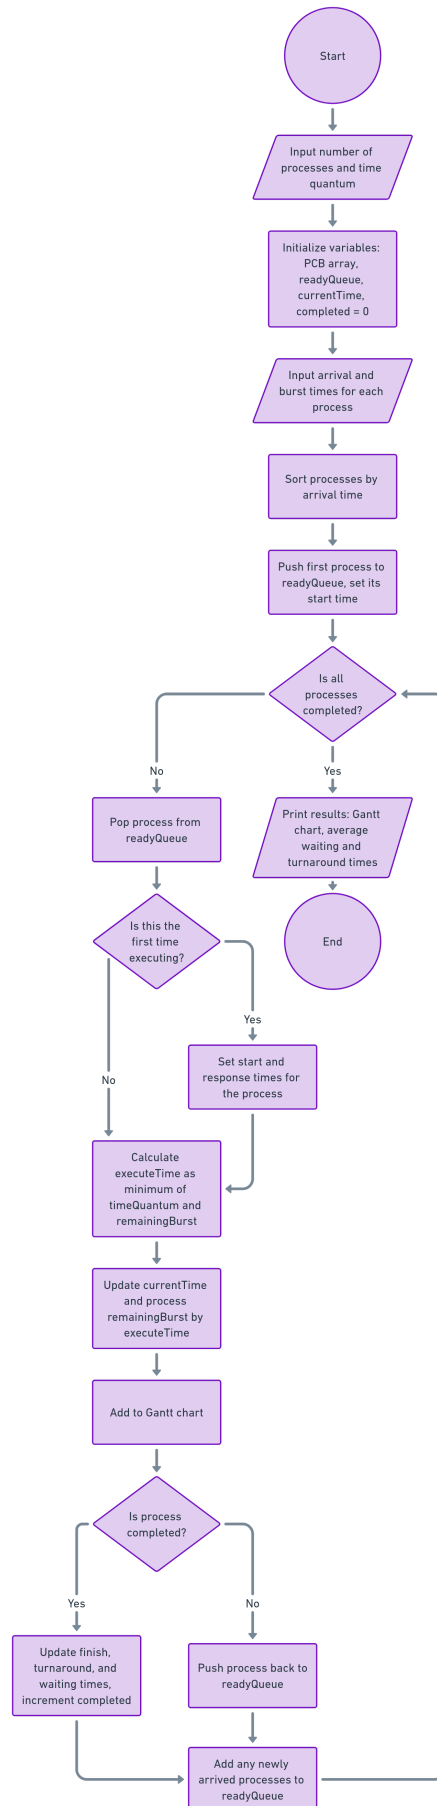 Start
Input number of
processes and time
quantum
Initialize variables:
PCB array,
readyQueue,
currentTime,
completed = 0
Input arrival and
burst times for each
process
Sort processes by
arrival time
Push first process to
readyQueue, set its
start time
Is all
processes
completed?
No
Yes
Pop process from
readyQueue
Print results: Gantt
chart, average
waiting and
turnaround times
Is this the
first time
executing?
End
Yes
Set start and
response times for
the process
No
Calculate
executeTime as
minimum of
timeQuantum and
remainingBurst
Update currentTime
and process
remainingBurst by
executeTime
Add to Gantt chart
Is process
completed?
Yes
No
Update finish,
turnaround, and
waiting times,
increment completed
Push process back to
readyQueue
Add any newly
arrived processes to
readyQueue